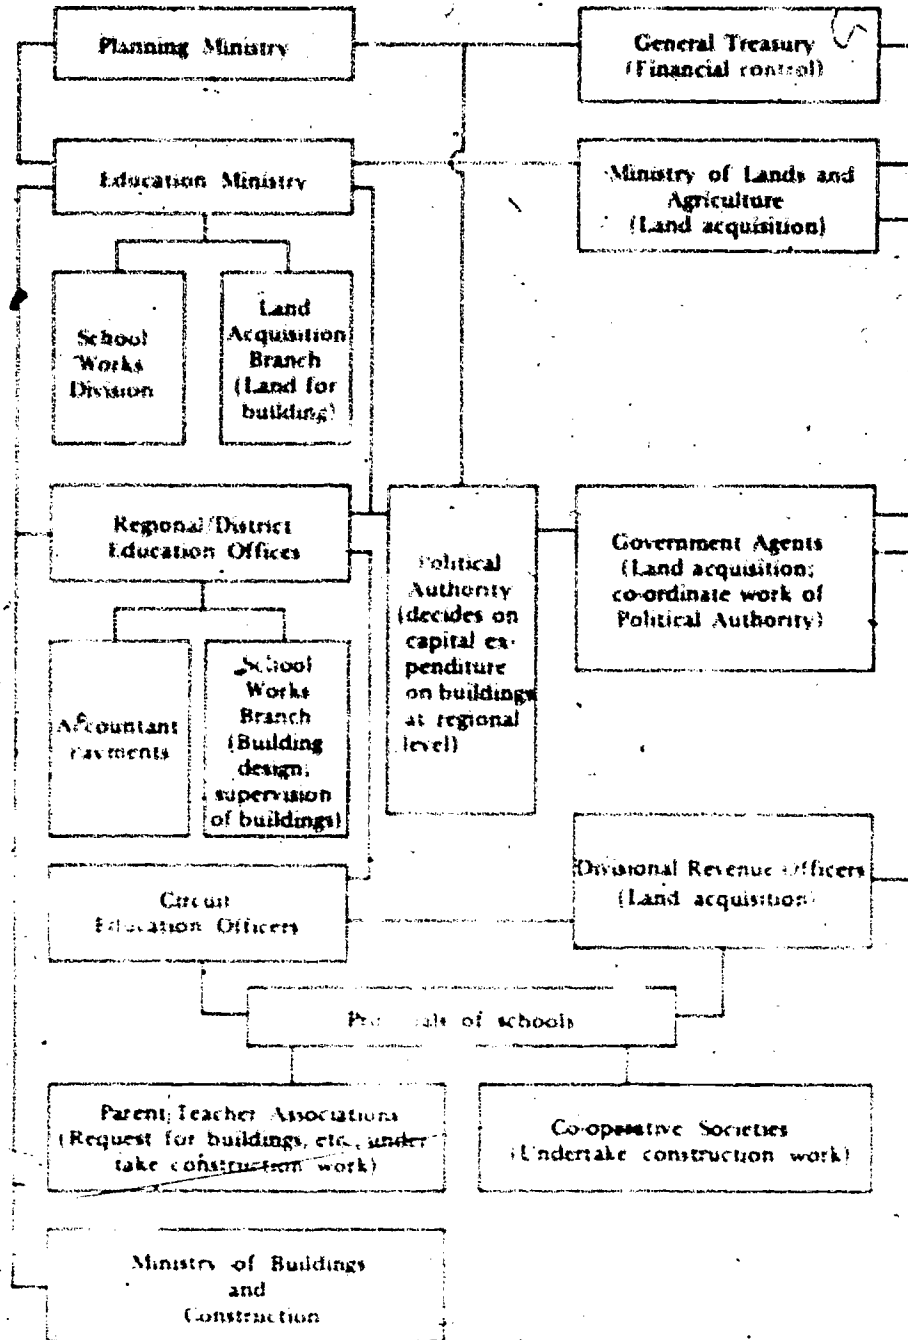 Planning Ministry
General Treasury
(Financial control)
Education Ministry
Ministry of Lands and
Agriculture
(Land acquisition)
School
Works
Division
Land
Acquisition
Branch
(Land for
building)
Regional/District
Education Offices
Political
Authority
(decides on
capital ex-
penditure
on buildings
at regional
level)
Government Agents
(Land acquisition;
co-ordinate work of
Political Authority)
Accountant
Payments
School
Works
Branch
(Building
design;
supervision
of buildings)
Circuit
Education Officers
Divisional Revenue Officers
(Land acquisition)
of schools
Parent/Teacher Associations
(Request for buildings, etc., under
take construction work)
Co-operative Societies
(Undertake construction work)
Ministry of Buildings
and
Construction